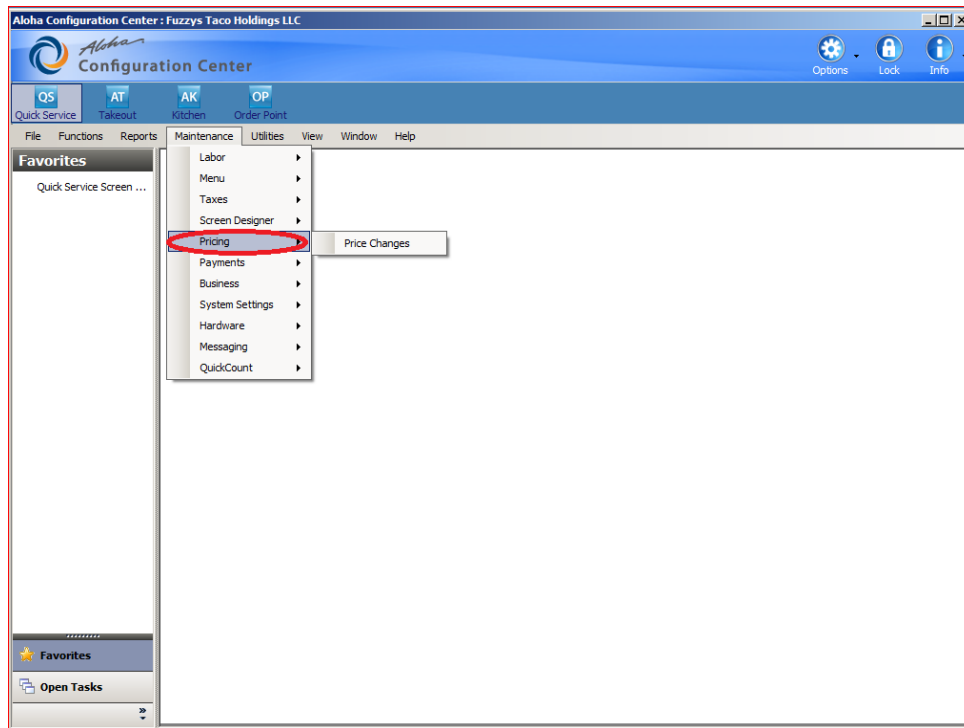 Aloha Configuration Center : Fuzzys Taco Holdings LLC
Aloha
Configuration Center
Options Lock Info
QS AT AK OP
Quick Service Takeout Kitchen Order Point
File Functions Reports Maintenance Utilities View Window Help
Favorites
Quick Service Screen ...
Labor
Menu
Taxes
Screen Designer
Pricing
Price Changes
Payments
Business
System Settings
Hardware
Messaging
QuickCount
Favorites
Open Tasks